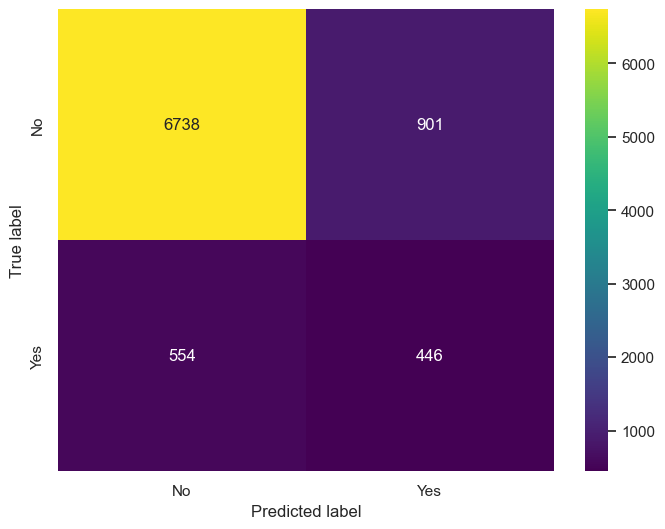 No
6738
901
True label
Yes
554
446
No
Yes
Predicted label
6000
5000
4000
3000
2000
1000